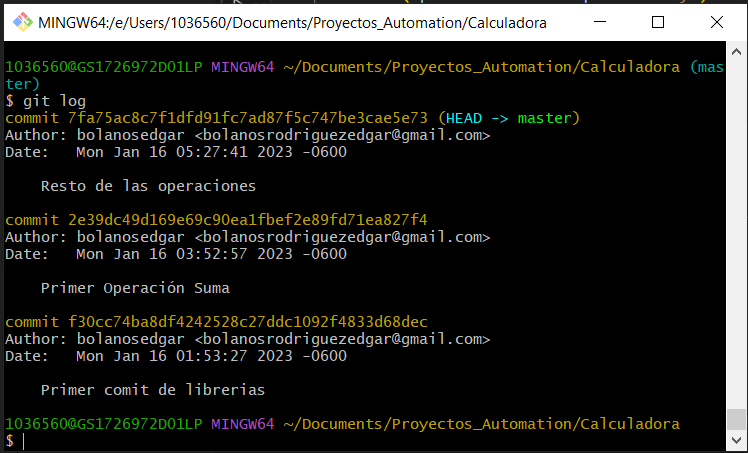 MINGW64:/e/Users/1036560/Documents/Proyectos_Automation/Calculadora
1036560@GS1726972D01LP MINGW64 ~/Documents/Proyectos_Automation/Calculadora (mas
ter)
$ git log
commit 7fa75ac8c7f1dfd91fc7ad87f5c747be3cae5e73 (HEAD -> master)
Author: bolanosedgar <bolanosrodriguezedgar@gmail.com>
Date:   Mon Jan 16 05:27:41 2023 -0600
    Resto de las operaciones
commit 2e39dc49d169e69c90ea1fbef2e89fd71ea827f4
Author: bolanosedgar <bolanosrodriguezedgar@gmail.com>
Date:   Mon Jan 16 03:52:57 2023 -0600
    Primer Operación Suma
commit f30cc74ba8df4242528c27ddc1092f4833d68dec
Author: bolanosedgar <bolanosrodriguezedgar@gmail.com>
Date:   Mon Jan 16 01:53:27 2023 -0600
    Primer comit de librerias
1036560@GS1726972D01LP MINGW64 ~/Documents/Proyectos_Automation/Calculadora
$